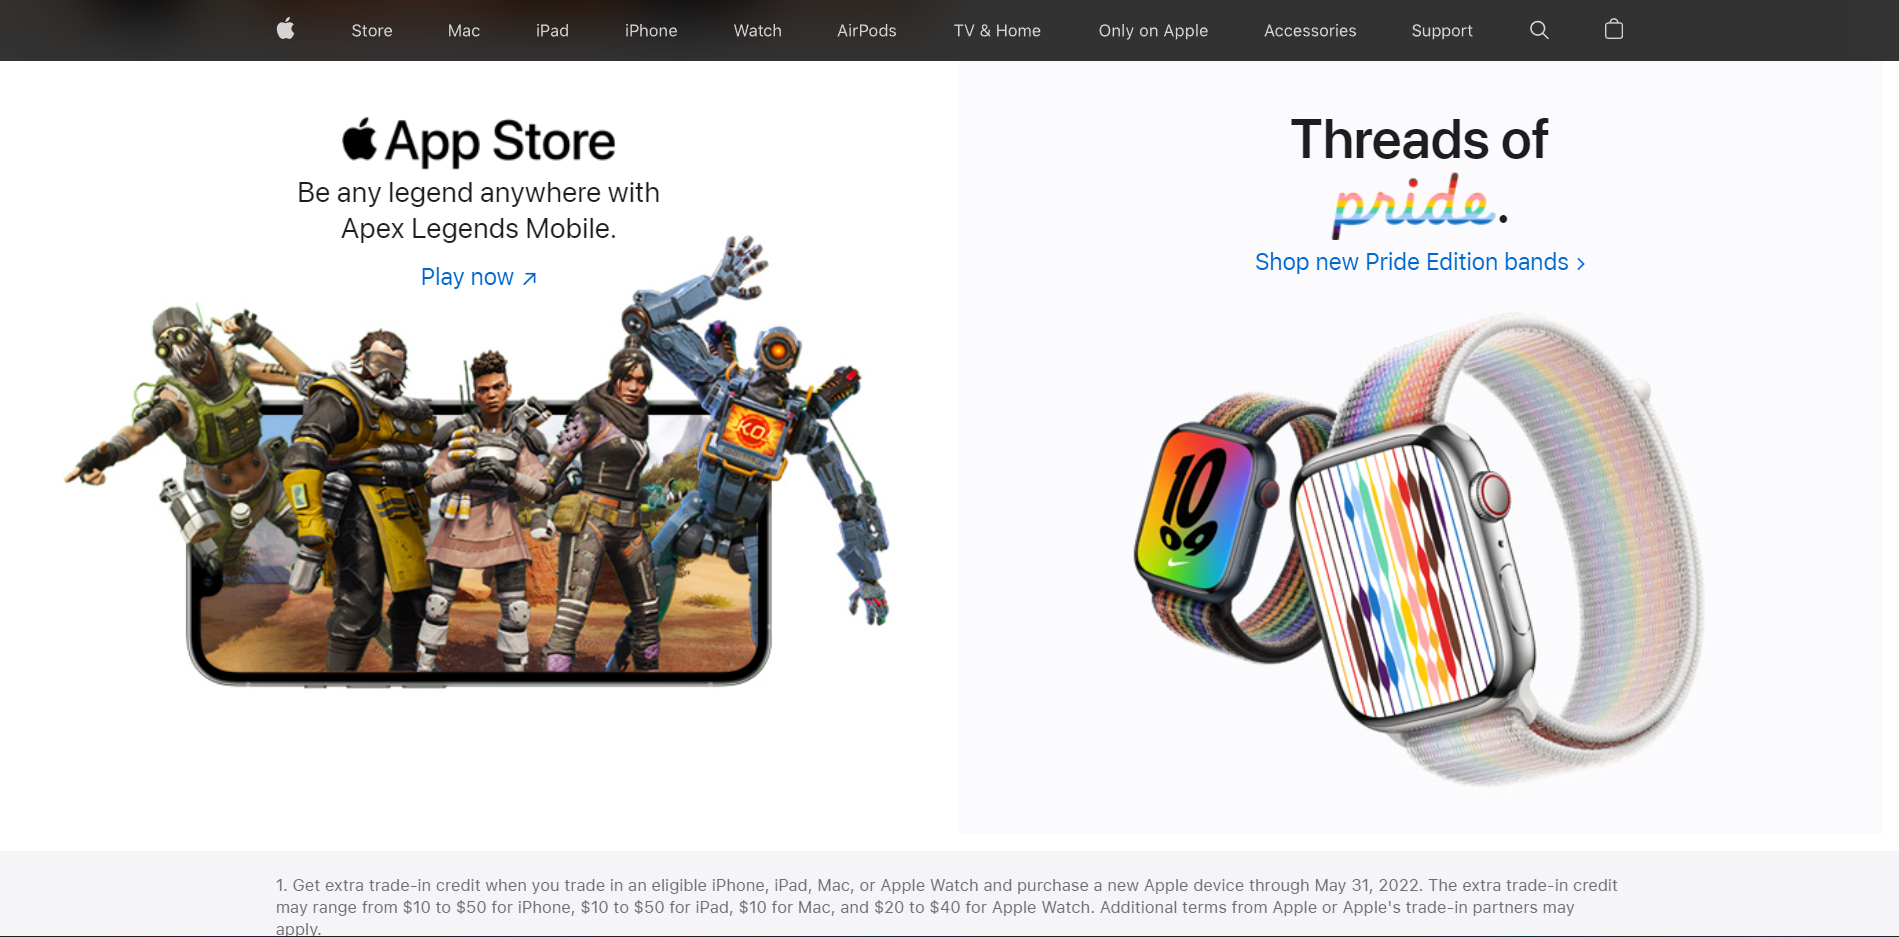 Store Mac iPad iPhone Watch AirPods TV & Home Only on Apple Accessories Support
App Store
Be any legend anywhere with
Apex Legends Mobile.
Play now ↗
K.O.
Threads of
pride.
Shop new Pride Edition bands >
10
09
1. Get extra trade-in credit when you trade in an eligible iPhone, iPad, Mac, or Apple Watch and purchase a new Apple device through May 31, 2022. The extra trade-in credit
may range from $10 to $50 for iPhone, $10 to $50 for iPad, $10 for Mac, and $20 to $40 for Apple Watch. Additional terms from Apple or Apple's trade-in partners may
apply.